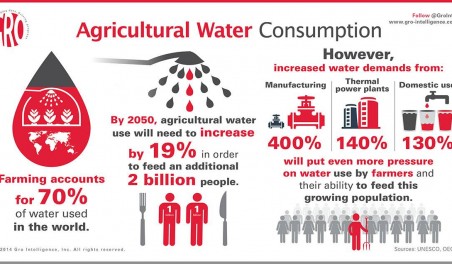 GRO
Agricultural Water Consumption
Follow @GroIn
www.gro-intelligence.co
Farming accounts
for 70%
of water used
in the world.
By 2050, agricultural water
use will need to increase
by 19% in order
to feed an additional
2 billion people.
1 1
However,
increased water demands from:
Manufacturing
Thermal
power plants
Domestic use
400% 140% 130%
will put even more pressure
on water use by farmers and
their ability to feed this
growing population.
2014 Gro Intelligence, Inc. All rights reserved.
Sources: UNESCO, OEC